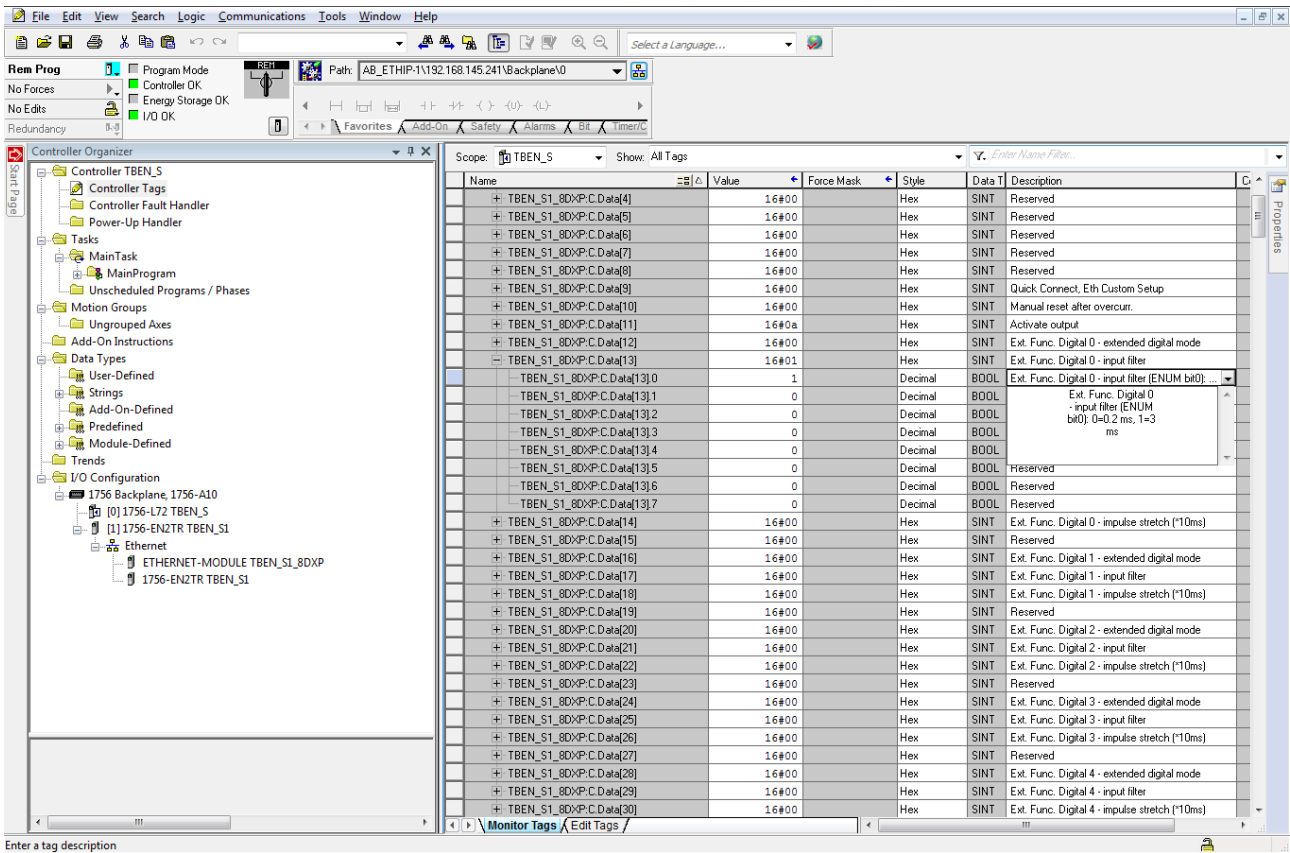 File Edit View Search Logic Communications Tools Window Help
Select a Language...
Rem Prog
Program Mode
No Forces
Controller OK
No Edits
Energy Storage OK
Redundancy
I/O OK
REM
Path: AB_ETHIP-1\192.168.145.241\Backplane\0
Favorites Add-On Safety Alarms Bit Timer/C
Start Page
Controller Organizer
Controller TBEN_S
Controller Tags
Controller Fault Handler
Power-Up Handler
Tasks
MainTask
MainProgram
Unscheduled Programs / Phases
Motion Groups
Ungrouped Axes
Add-On Instructions
Data Types
User-Defined
Strings
Add-On-Defined
Predefined
Module-Defined
Trends
I/O Configuration
1756 Backplane, 1756-A10
[0] 1756-L72 TBEN_S
[1] 1756-EN2TR TBEN_S1
Ethernet
ETHERNET-MODULE TBEN_S1_8DXP
1756-EN2TR TBEN_S1
Scope: TBEN_S Show: All Tags Enter Name Filter...
Name Value Force Mask Style Data T Description
TBEN_S1_8DXP:C.Data[4] 16#00 Hex SINT Reserved
TBEN_S1_8DXP:C.Data[5] 16#00 Hex SINT Reserved
TBEN_S1_8DXP:C.Data[6] 16#00 Hex SINT Reserved
TBEN_S1_8DXP:C.Data[7] 16#00 Hex SINT Reserved
TBEN_S1_8DXP:C.Data[8] 16#00 Hex SINT Reserved
TBEN_S1_8DXP:C.Data[9] 16#00 Hex SINT Quick Connect, Eth Custom Setup
TBEN_S1_8DXP:C.Data[10] 16#00 Hex SINT Manual reset after overcurr.
TBEN_S1_8DXP:C.Data[11] 16#0a Hex SINT Activate output
TBEN_S1_8DXP:C.Data[12] 16#00 Hex SINT Ext. Func. Digital 0 - extended digital mode
TBEN_S1_8DXP:C.Data[13] 16#01 Hex SINT Ext. Func. Digital 0 - input filter
TBEN_S1_8DXP:C.Data[13].0 1 Decimal BOOL Ext. Func. Digital 0 - input filter (ENUM bit0): ...
TBEN_S1_8DXP:C.Data[13].1 0 Decimal BOOL
TBEN_S1_8DXP:C.Data[13].2 0 Decimal BOOL
TBEN_S1_8DXP:C.Data[13].3 0 Decimal BOOL
TBEN_S1_8DXP:C.Data[13].4 0 Decimal BOOL
Ext. Func. Digital 0
- input filter (ENUM
bit0): 0=0.2 ms, 1=3
ms
TBEN_S1_8DXP:C.Data[13].5 0 Decimal BOOL Reserved
TBEN_S1_8DXP:C.Data[13].6 0 Decimal BOOL Reserved
TBEN_S1_8DXP:C.Data[13].7 0 Decimal BOOL Reserved
TBEN_S1_8DXP:C.Data[14] 16#00 Hex SINT Ext. Func. Digital 0 - impulse stretch (*10ms)
TBEN_S1_8DXP:C.Data[15] 16#00 Hex SINT Reserved
TBEN_S1_8DXP:C.Data[16] 16#00 Hex SINT Ext. Func. Digital 1 - extended digital mode
TBEN_S1_8DXP:C.Data[17] 16#00 Hex SINT Ext. Func. Digital 1 - input filter
TBEN_S1_8DXP:C.Data[18] 16#00 Hex SINT Ext. Func. Digital 1 - impulse stretch (*10ms)
TBEN_S1_8DXP:C.Data[19] 16#00 Hex SINT Reserved
TBEN_S1_8DXP:C.Data[20] 16#00 Hex SINT Ext. Func. Digital 2 - extended digital mode
TBEN_S1_8DXP:C.Data[21] 16#00 Hex SINT Ext. Func. Digital 2 - input filter
TBEN_S1_8DXP:C.Data[22] 16#00 Hex SINT Ext. Func. Digital 2 - impulse stretch (*10ms)
TBEN_S1_8DXP:C.Data[23] 16#00 Hex SINT Reserved
TBEN_S1_8DXP:C.Data[24] 16#00 Hex SINT Ext. Func. Digital 3 - extended digital mode
TBEN_S1_8DXP:C.Data[25] 16#00 Hex SINT Ext. Func. Digital 3 - input filter
TBEN_S1_8DXP:C.Data[26] 16#00 Hex SINT Ext. Func. Digital 3 - impulse stretch (*10ms)
TBEN_S1_8DXP:C.Data[27] 16#00 Hex SINT Reserved
TBEN_S1_8DXP:C.Data[28] 16#00 Hex SINT Ext. Func. Digital 4 - extended digital mode
TBEN_S1_8DXP:C.Data[29] 16#00 Hex SINT Ext. Func. Digital 4 - input filter
TBEN_S1_8DXP:C.Data[30] 16#00 Hex SINT Ext. Func. Digital 4 - impulse stretch (*10ms)
Monitor Tags Edit Tags
Properties
Enter a tag description